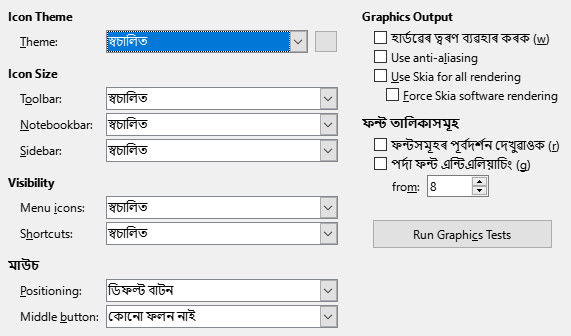 Icon Theme
Theme: স্বচালিত
Icon Size
Toolbar: স্বচালিত
Notebookbar: স্বচালিত
Sidebar: স্বচালিত
Visibility
Menu icons: স্বচালিত
Shortcuts: স্বচালিত
মাউচ
Positioning: ডিফল্ট বাটন
Middle button: কোনো ফলন নাই
Graphics Output
হাৰ্ডৱেৰ ত্বৰণ ব্যৱহাৰ কৰক (w)
Use anti-aliasing
Use Skia for all rendering
Force Skia software rendering
ফন্ট তালিকাসমূহ
ফন্টসমূহৰ পূৰ্বদৰ্শন দেখুৱাওক (r)
পৰ্দা ফন্ট এন্টিএলিয়াচিং (g)
from: 8
Run Graphics Tests